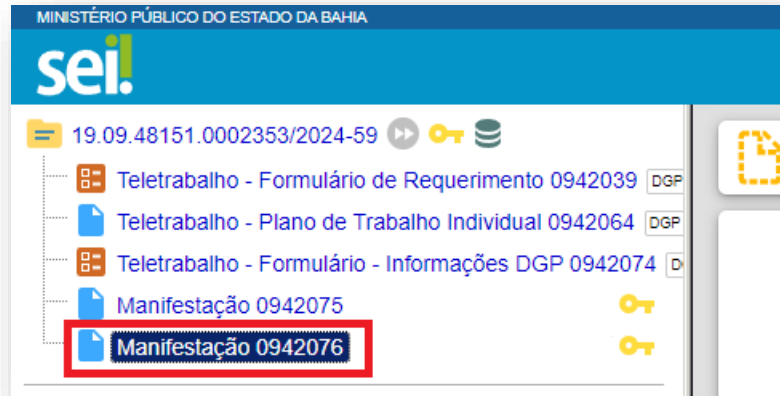 MINISTÉRIO PÚBLICO DO ESTADO DA BAHIA
sei!
19.09.48151.0002353/2024-59
Teletrabalho - Formulário de Requerimento 0942039 DGP
Teletrabalho - Plano de Trabalho Individual 0942064 DGP
Teletrabalho - Formulário - Informações DGP 0942074
Manifestação 0942075
Manifestação 0942076